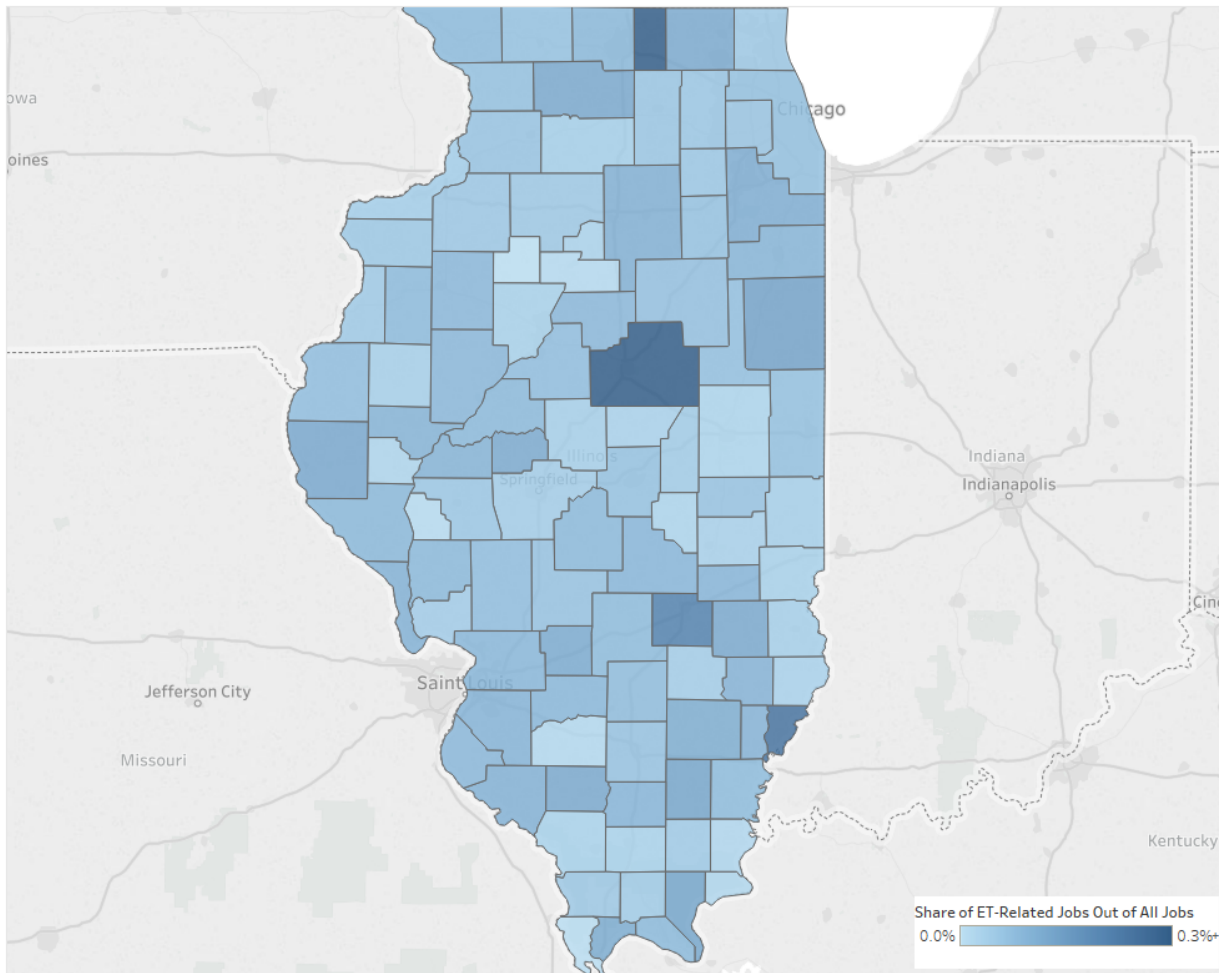 Chicago
owa
oines
Illinois
Springfield
Indiana
Indianapolis
Cinc
Jefferson City
Saint Louis
Missouri
Kentucky
Share of ET-Related Jobs Out of All Jobs
0.0% 0.3%+